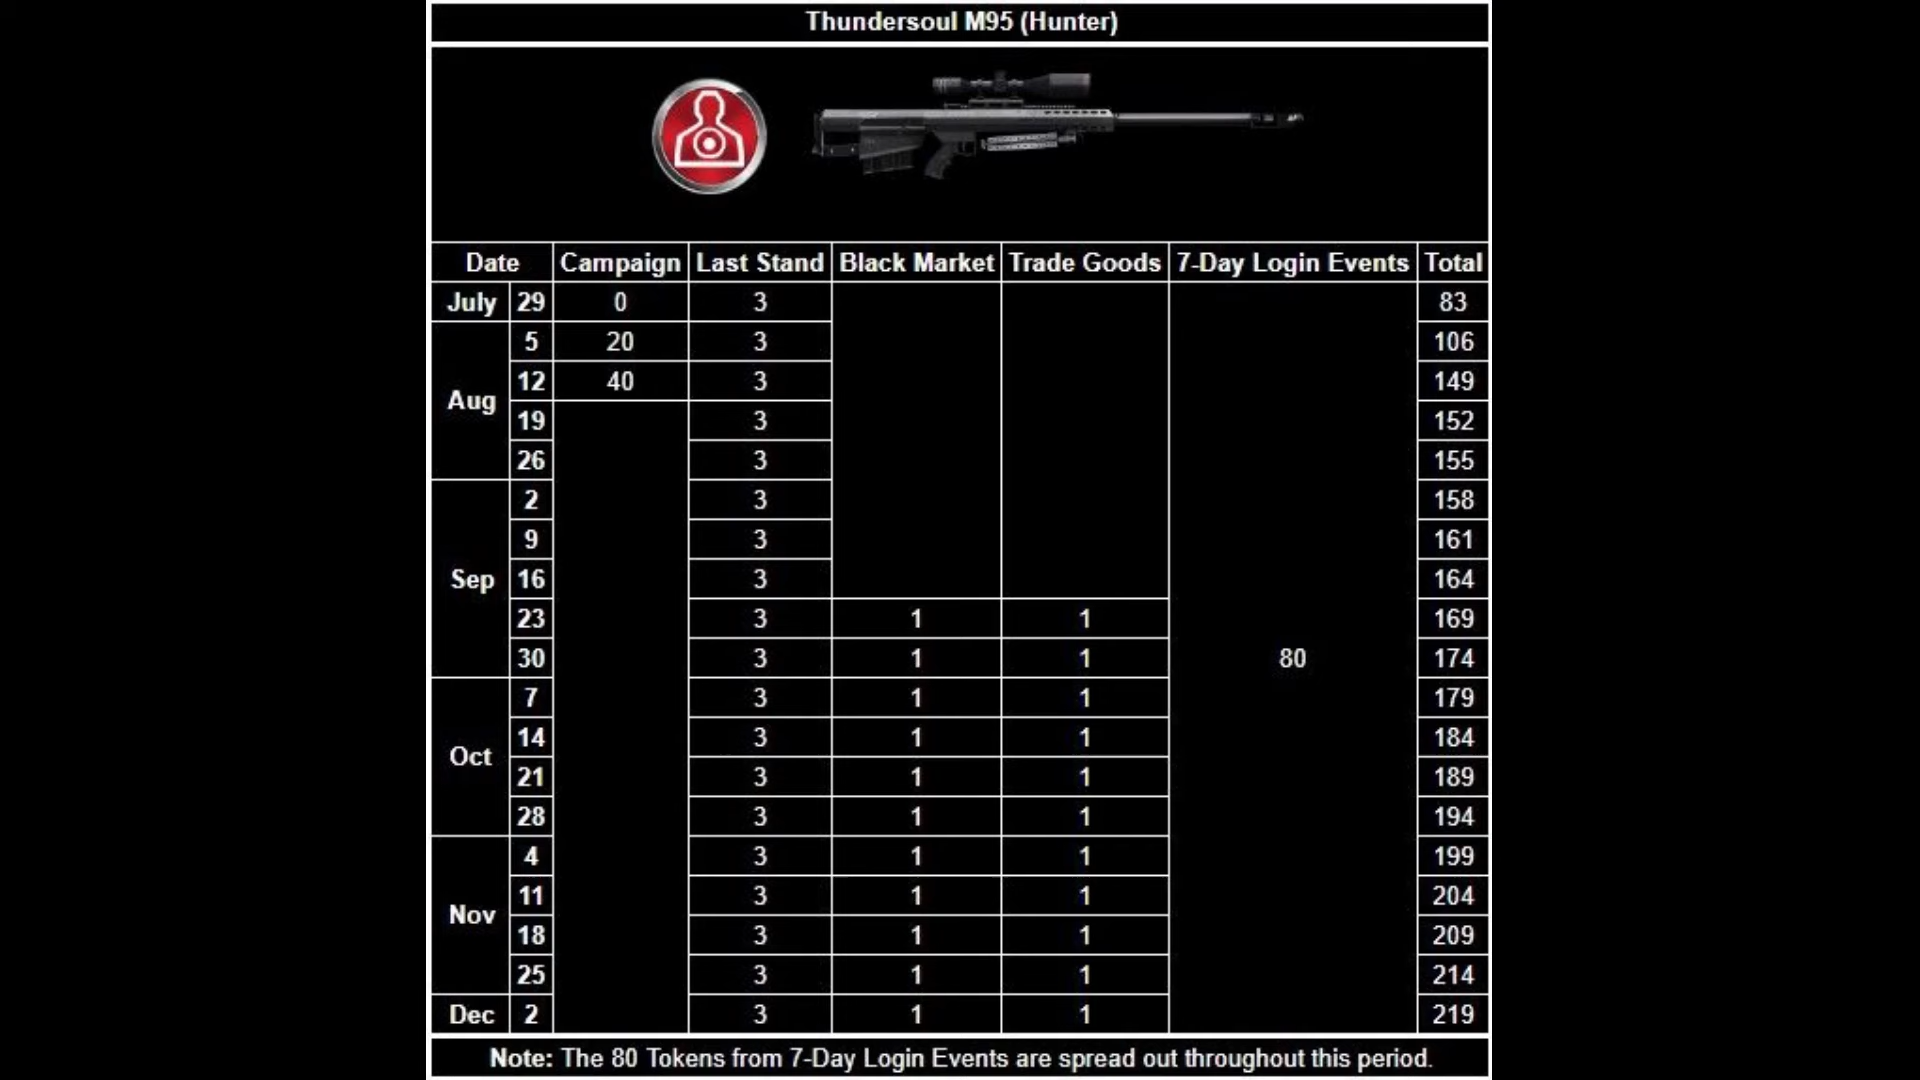 Thundersoul M95 (Hunter)
Date Campaign Last Stand Black Market Trade Goods 7-Day Login Events Total
July 29 0 3 83
Aug 5 20 3 106
12 40 3 149
19 3 152
26 3 155
Sep 2 3 158
9 3 161
16 3 164
23 3 1 1 169
30 3 1 1 80 174
Oct 7 3 1 1 179
14 3 1 1 184
21 3 1 1 189
28 3 1 1 194
Nov 4 3 1 1 199
11 3 1 1 204
18 3 1 1 209
25 3 1 1 214
Dec 2 3 1 1 219
Note: The 80 Tokens from 7-Day Login Events are spread out throughout this period.